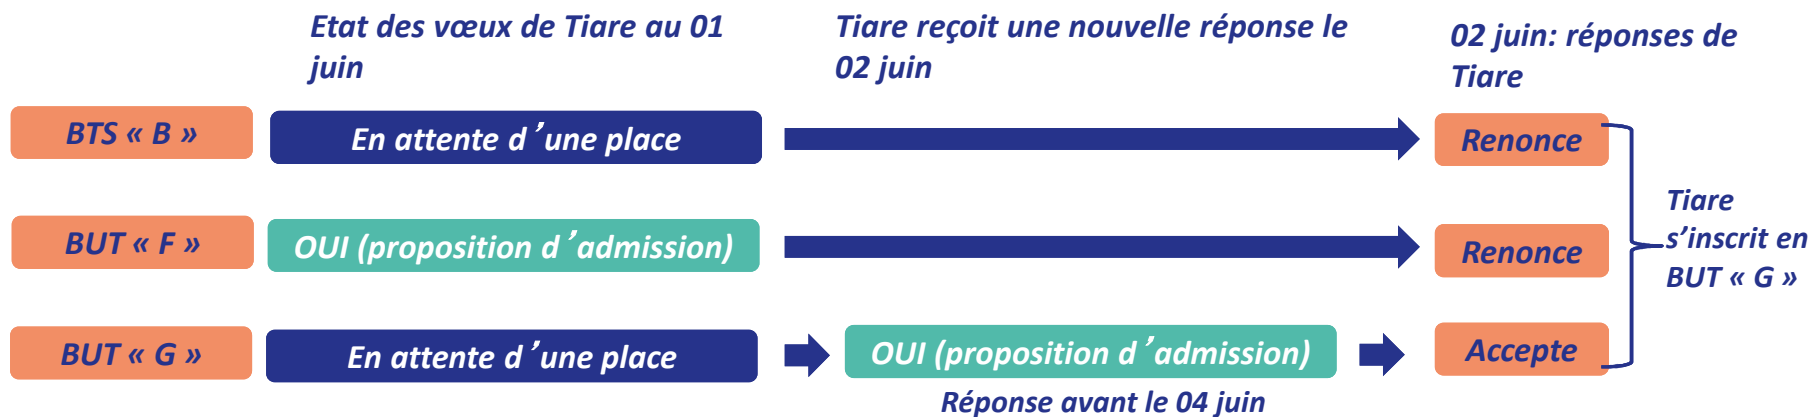 Etat des vœux de Tiare au 01
juin
Tiare reçoit une nouvelle réponse le
02 juin
02 juin: réponses de
Tiare
BTS « B »
En attente d’une place
Renonce
BUT « F »
OUI (proposition d’admission)
Renonce
BUT « G »
En attente d’une place
OUI (proposition d’admission)
Accepte
Réponse avant le 04 juin
Tiare
s’inscrit en
BUT « G »